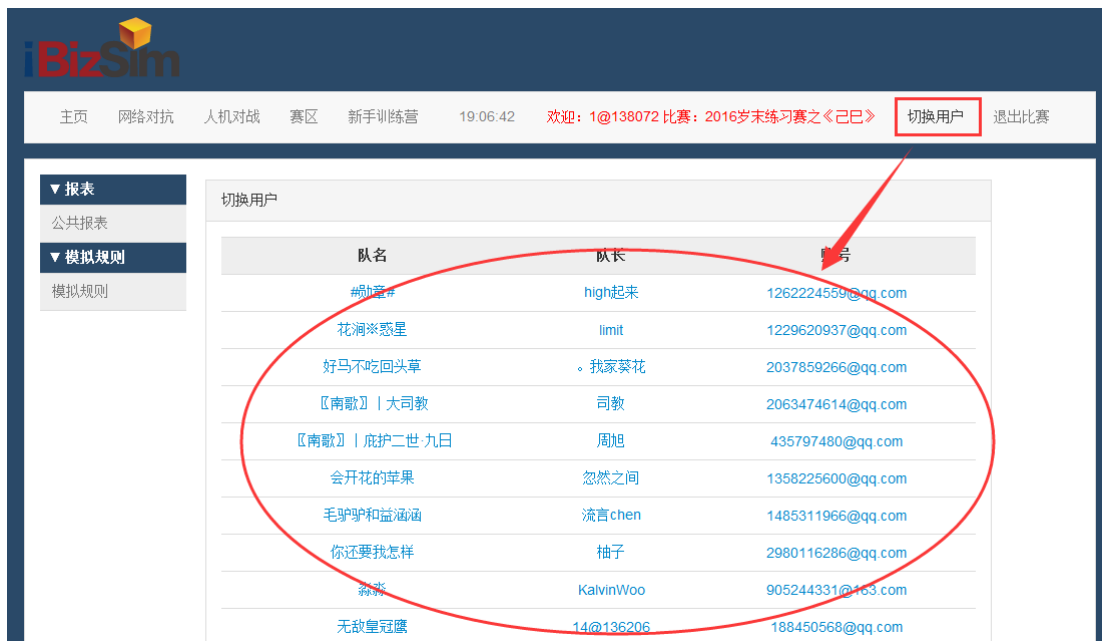 iBizSim
主页 网络对抗 人机对战 赛区 新手训练营 19:06:42 欢迎：1@138072 比赛：2016岁末练习赛之《己巳》 切换用户 退出比赛
▼报表
公共报表
▼模拟规则
模拟规则
切换用户
队名 队长 号
#勋章# high起来 1262224559@qq.com
花涧※惑星 limit 1229620937@qq.com
好马不吃回头草 。我家葵花 2037859266@qq.com
〖南歌〗丨大司教 司教 2063474614@qq.com
〖南歌〗丨庇护二世·九日 周旭 435797480@qq.com
会开花的苹果 忽然之间 1358225600@qq.com
毛驴驴和益涵涵 流言chen 1485311966@qq.com
你还要我怎样 柚子 2980116286@qq.com
淼淼 KalvinWoo 905244331@163.com
无敌皇冠鹰 14@136206 188450568@qq.com